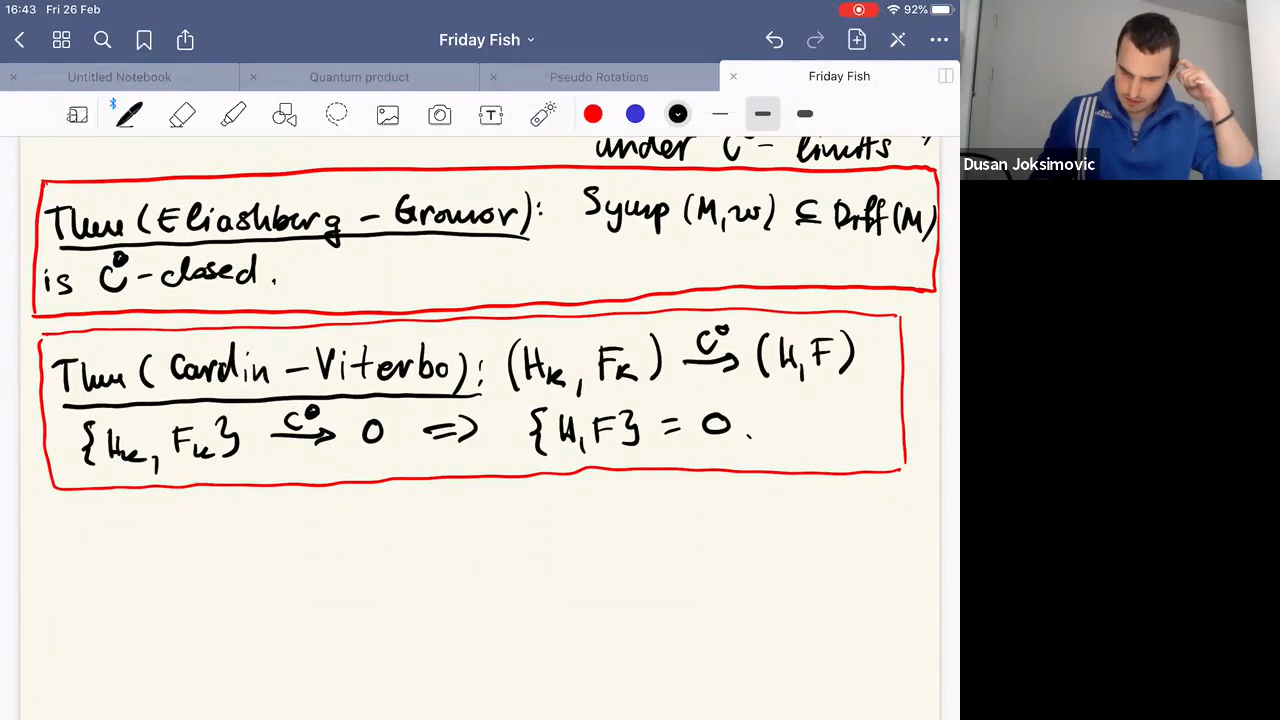 16:43 Fri 26 Feb 92%
Friday Fish
Untitled Notebook Quantum product Pseudo Rotations Friday Fish
Dusan Joksimovic
under C⁰- limits
Thm (Eliashberg - Gromov): Symp (M,ω) ⊆ Diff(M)
is C⁰-closed.
Thm (Cardin - Viterbo): (Hₖ, Fₖ) C⁰→ (H,F)
{Hₖ, Fₖ} C⁰→ 0 ⇒ {H,F} = 0.